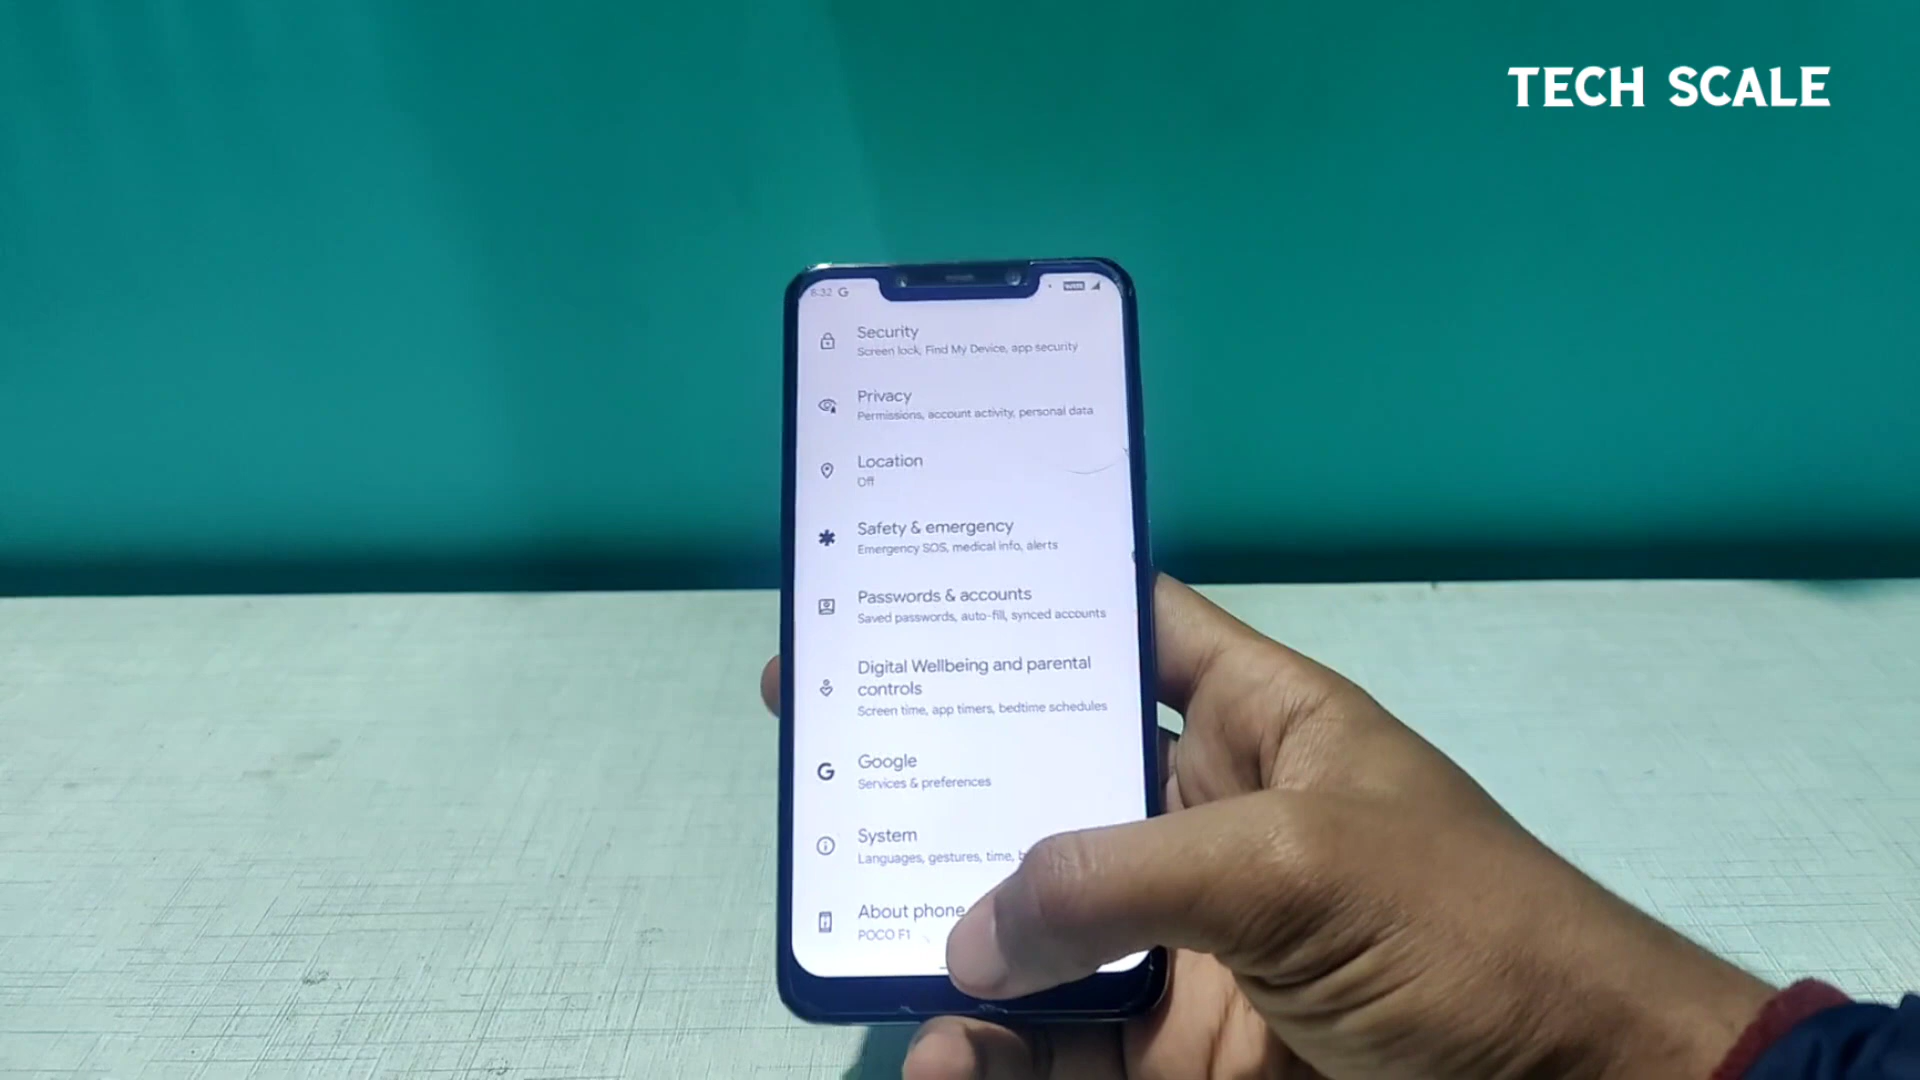 TECH SCALE
8:32 G
Security
Screen lock, Find My Device, app security
Privacy
Permissions, account activity, personal data
Location
Off
Safety & emergency
Emergency SOS, medical info, alerts
Passwords & accounts
Saved passwords, auto-fill, synced accounts
Digital Wellbeing and parental
controls
Screen time, app timers, bedtime schedules
G
Google
Services & preferences
System
Languages, gestures, time,
About phone
POCO F1